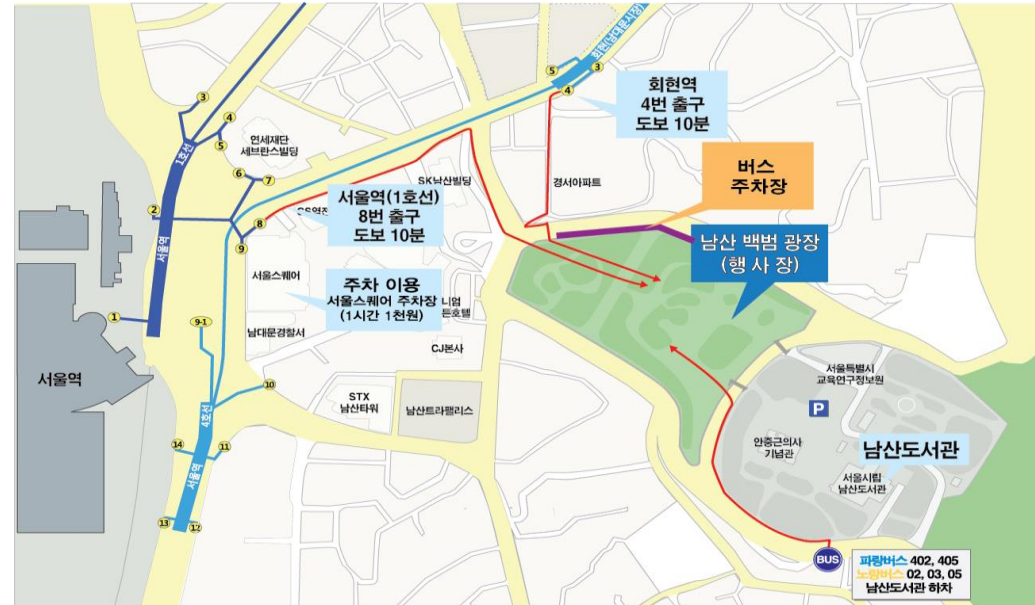 회현(남대문시장)
5
3
4
회현역
4번 출구
도보 10분
3
4
5
1호선
연세재단
세브란스빌딩
6
7
SK남산빌딩
경서아파트
버스
주차장
2
서울역
8
9
서울역(1호선)
8번 출구
도보 10분
남산 백범 광장
(행 사 장)
서울스퀘어
주차 이용
서울스퀘어 주차장
(1시간 1천원)
1
9-1
남대문경찰서
CJ본사
서울역
서울특별시
교육연구정보원
P
10
4호선
STX
남산타워
남산트라팰리스
안중근의사
기념관
남산도서관
14
11
서울역
서울시립
남산도서관
13
12
BUS
파랑버스 402, 405
노랑버스 02, 03, 05
남산도서관 하차